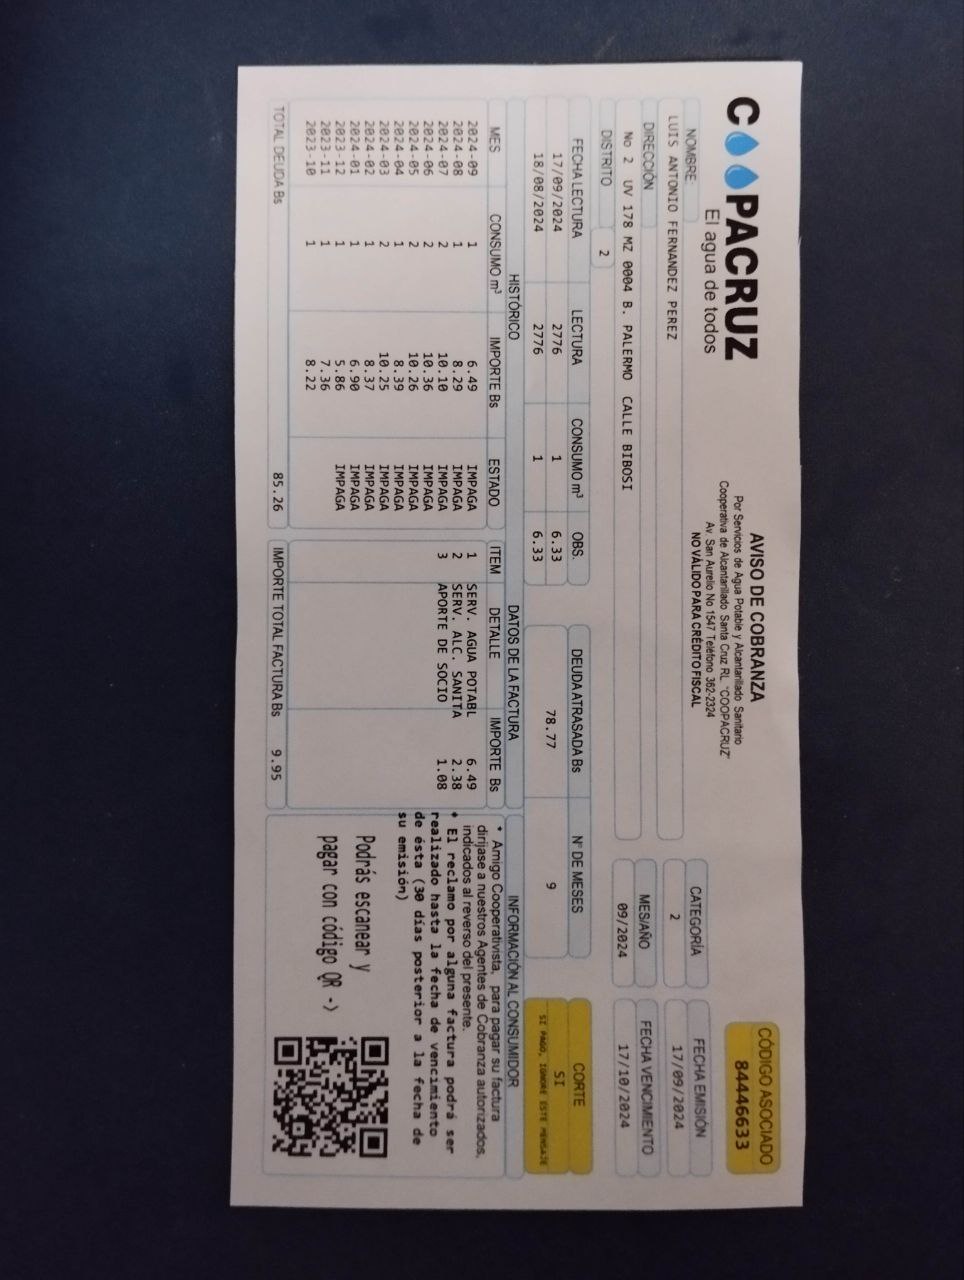 COOPACRUZ
El agua de todos
AVISO DE COBRANZA
Por Servicios de Agua Potable y Alcantarillado Sanitario
Cooperativa de Alcantarillado Santa Cruz RL. "COOPACRUZ"
Av. San Aurelio No 1547 Teléfono 362-2324
NO VÁLIDO PARA CRÉDITO FISCAL
CÓDIGO ASOCIADO
84446633
NOMBRE:
LUIS ANTONIO FERNANDEZ PEREZ
CATEGORÍA
2
FECHA EMISIÓN
17/09/2024
DIRECCIÓN
No 2 UV 178 MZ 0004 B. PALERMO CALLE BIBOSI
MES/AÑO
09/2024
FECHA VENCIMIENTO
17/10/2024
DISTRITO 2
FECHA LECTURA LECTURA CONSUMO m³ OBS.
17/09/2024 2776 1 6.33
18/08/2024 2776 1 6.33
DEUDA ATRASADA Bs N° DE MESES
78.77 9
CORTE
SI
SI PAGO, IGNORE ESTE MENSAJE
HISTÓRICO
MES CONSUMO m³ IMPORTE Bs ESTADO
2024-09 1 6.49 IMPAGA
2024-08 1 8.29 IMPAGA
2024-07 2 10.10 IMPAGA
2024-06 2 10.36 IMPAGA
2024-05 2 10.26 IMPAGA
2024-04 1 8.39 IMPAGA
2024-03 2 10.25 IMPAGA
2024-02 1 8.37 IMPAGA
2024-01 1 6.90 IMPAGA
2023-12 1 5.86 IMPAGA
2023-11 1 7.36
2023-10 1 8.22
TOTAL DEUDA Bs 85.26
DATOS DE LA FACTURA
ITEM DETALLE IMPORTE Bs
1 SERV. AGUA POTABL 6.49
2 SERV. ALC. SANITA 2.38
3 APORTE DE SOCIO 1.08
IMPORTE TOTAL FACTURA Bs 9.95
INFORMACIÓN AL CONSUMIDOR
* Amigo Cooperativista, para pagar su factura
dirijase a nuestros Agentes de Cobranza autorizados,
indicados al reverso del presente.
* El reclamo por alguna factura podrá ser
realizado hasta la fecha de vencimiento
de ésta (30 días posterior a la fecha de
su emisión)
Podrás escanear y
pagar con código QR -)